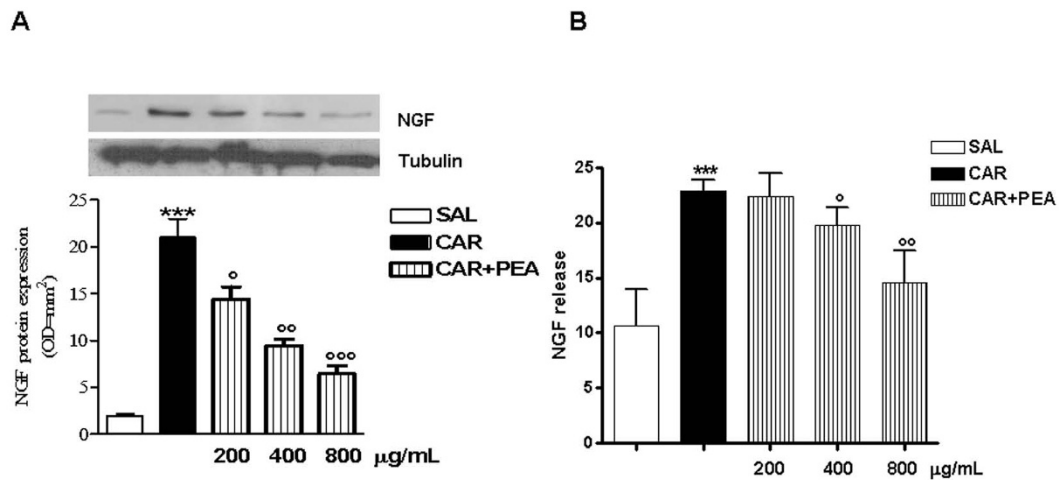 A
NGF
Tubulin
NGF protein expression
(OD=mm²)
25
20
15
10
5
0
***
°
°°
°°°
200 400 800 µg/mL
SAL
CAR
CAR+PEA
B
NGF release
25
20
15
10
5
0
***
°
°°
200 400 800 µg/mL
SAL
CAR
CAR+PEA